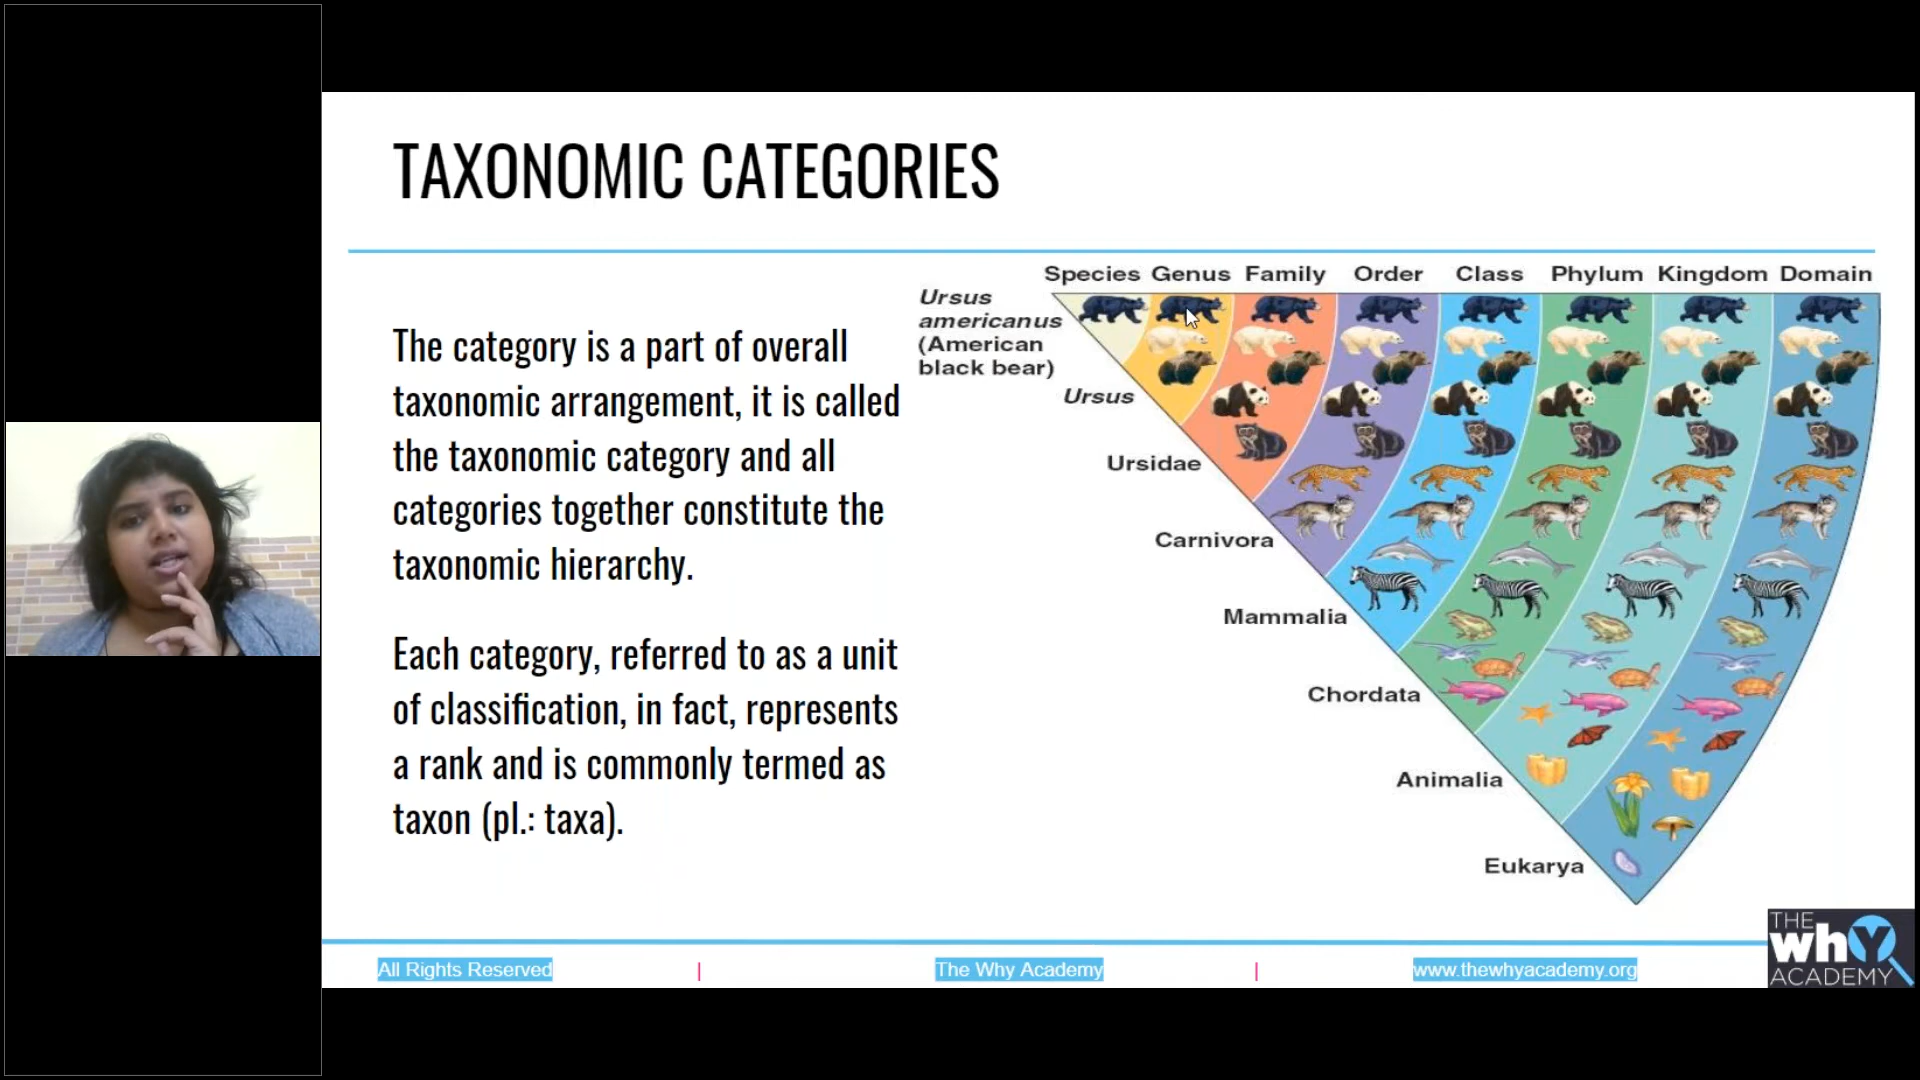 TAXONOMIC CATEGORIES
The category is a part of overall
taxonomic arrangement, it is called
the taxonomic category and all
categories together constitute the
taxonomic hierarchy.
Each category, referred to as a unit
of classification, in fact, represents
a rank and is commonly termed as
taxon (pl.: taxa).
Species Genus Family Order Class Phylum Kingdom Domain
Ursus
americanus
(American
black bear)
Ursus
Ursidae
Carnivora
Mammalia
Chordata
Animalia
Eukarya
All Rights Reserved | The Why Academy | www.thewhyacademy.org
THE
whY
ACADEMY